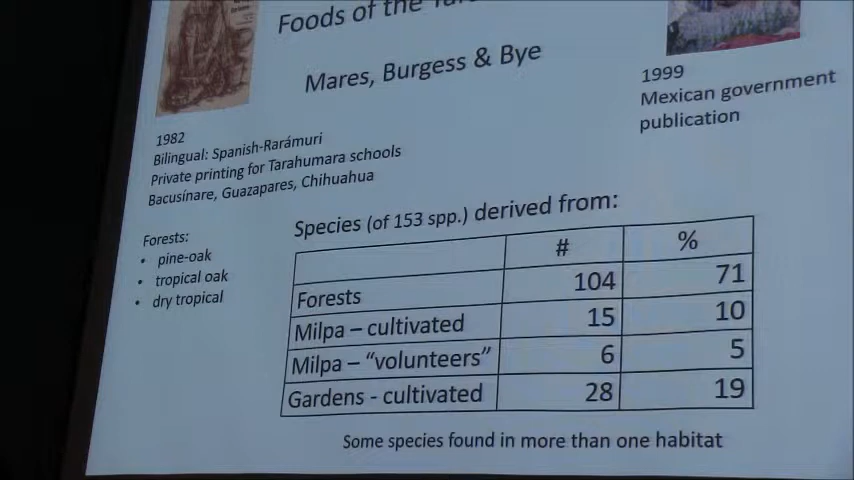 Foods of the
Mares, Burgess & Bye
1982
Bilingual: Spanish-Rarámuri
Private printing for Tarahumara schools
Bacusínare, Guazapares, Chihuahua
1999
Mexican government
publication
Forests:
• pine-oak
• tropical oak
• dry tropical
Species (of 153 spp.) derived from:
# %
Forests 104 71
Milpa – cultivated 15 10
Milpa – “volunteers” 6 5
Gardens - cultivated 28 19
Some species found in more than one habitat